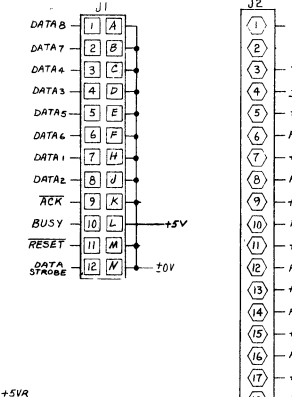 J1
DATA 8 1 A
DATA 7 2 B
DATA 4 3 C
DATA 3 4 D
DATA 5 5 E
DATA 6 6 F
DATA 1 7 H
DATA 2 8 J
ACK 9 K
BUSY 10 L +5V
RESET 11 M
DATA STROBE 12 N ±0V
+5VR
J2
1
2
3
4
5
6
7
8
9
10
11
12
13
14
15
16
17